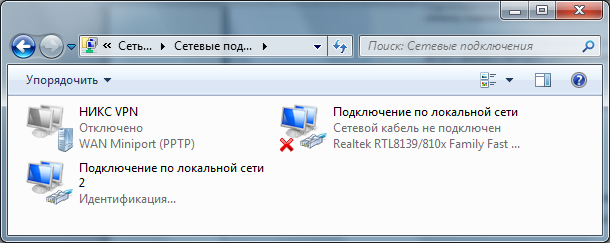 « Сеть... ▸ Сетевые под... ▸
Поиск: Сетевые подключения
Упорядочить
НИКС VPN
Отключено
WAN Miniport (PPTP)
Подключение по локальной сети
Сетевой кабель не подключен
Realtek RTL8139/810x Family Fast ...
Подключение по локальной сети
2
Идентификация...